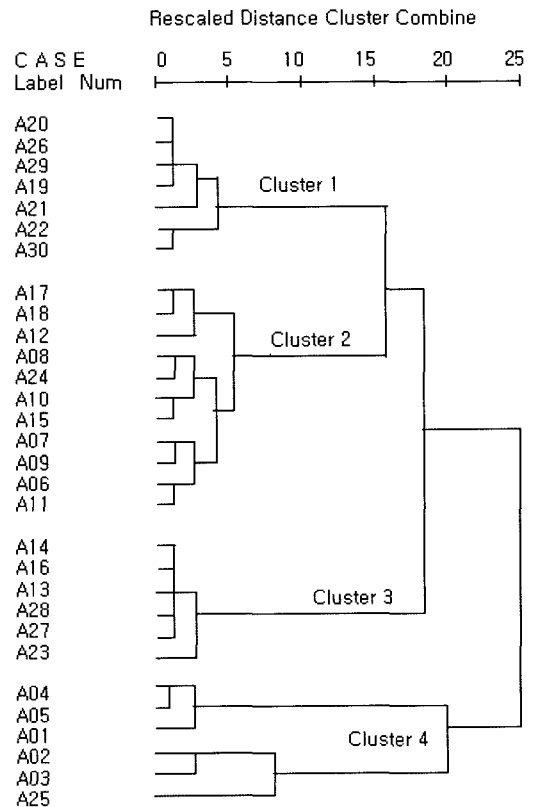 Rescaled Distance Cluster Combine
C A S E 0 5 10 15 20 25
Label Num
A20
A26
A29
A19
Cluster 1
A21
A22
A30
A17
A18
A12
Cluster 2
A08
A24
A10
A15
A07
A09
A06
A11
A14
A16
A13
Cluster 3
A28
A27
A23
A04
A05
A01
Cluster 4
A02
A03
A25